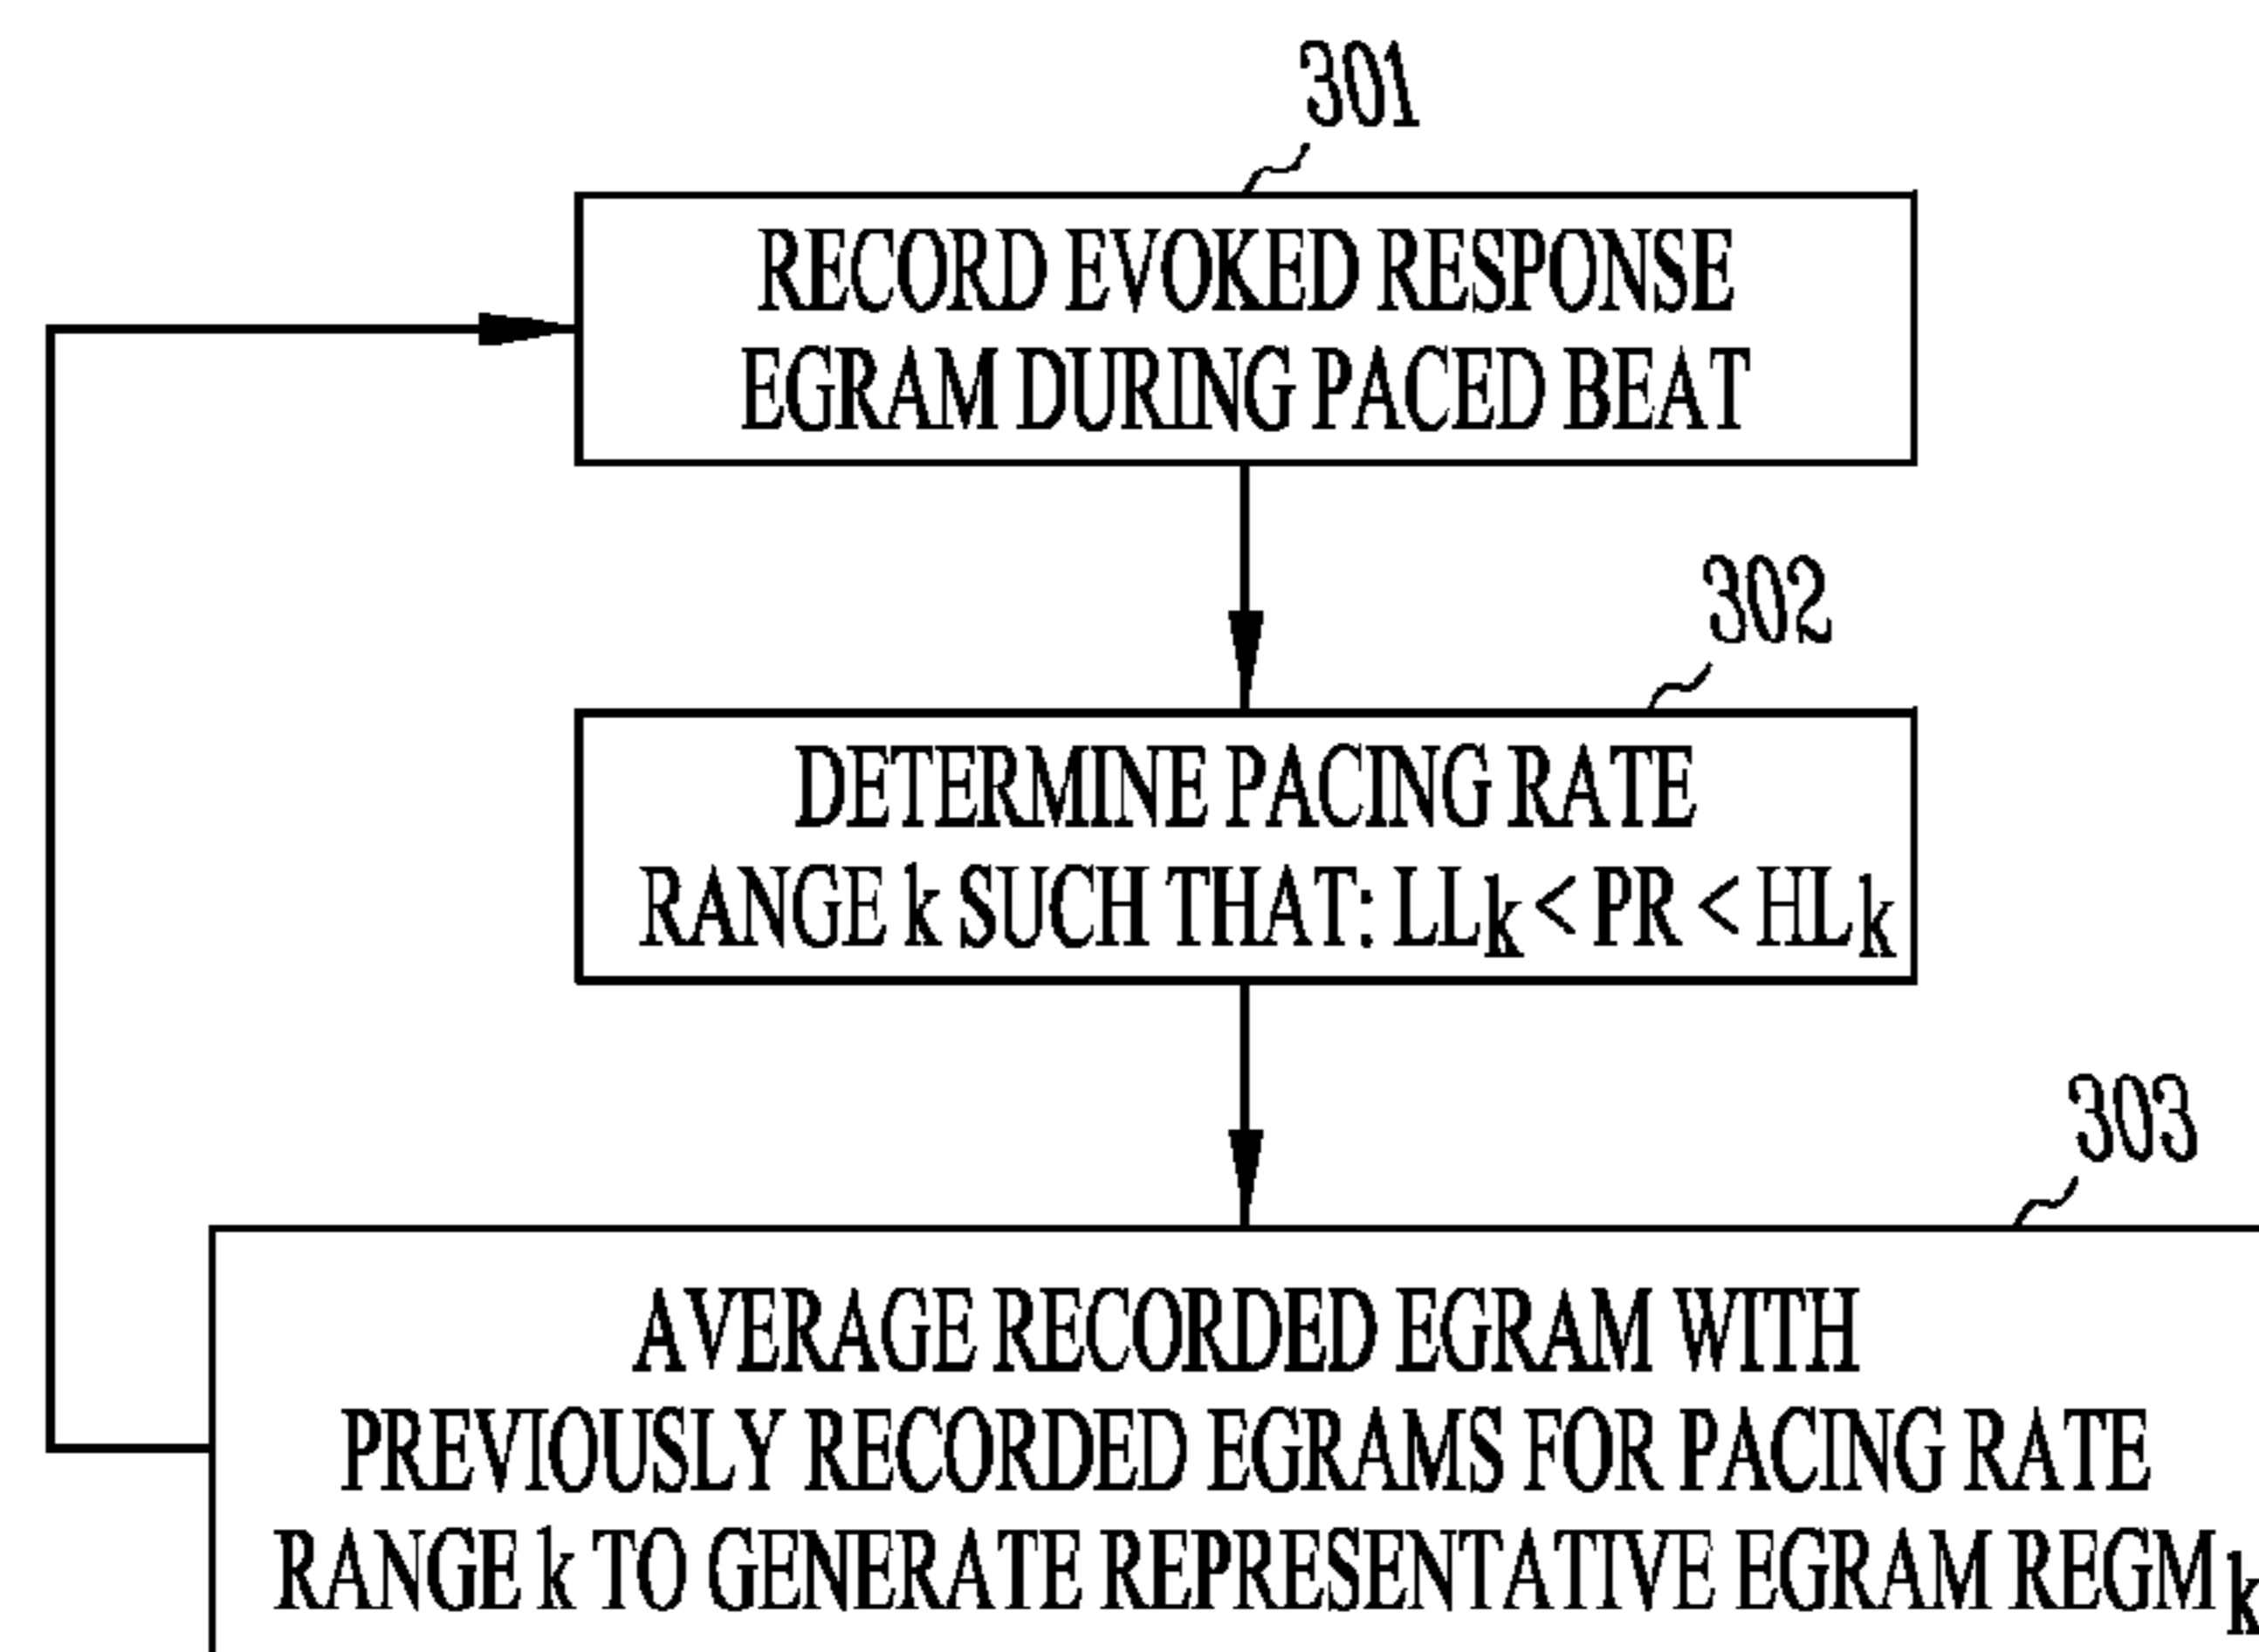 301
RECORD EVOKED RESPONSE
EGRAM DURING PACED BEAT
302
DETERMINE PACING RATE
RANGE k SUCH THAT: LLk < PR < HLk
303
AVERAGE RECORDED EGRAM WITH
PREVIOUSLY RECORDED EGRAMS FOR PACING RATE
RANGE k TO GENERATE REPRESENTATIVE EGRAM REGMk